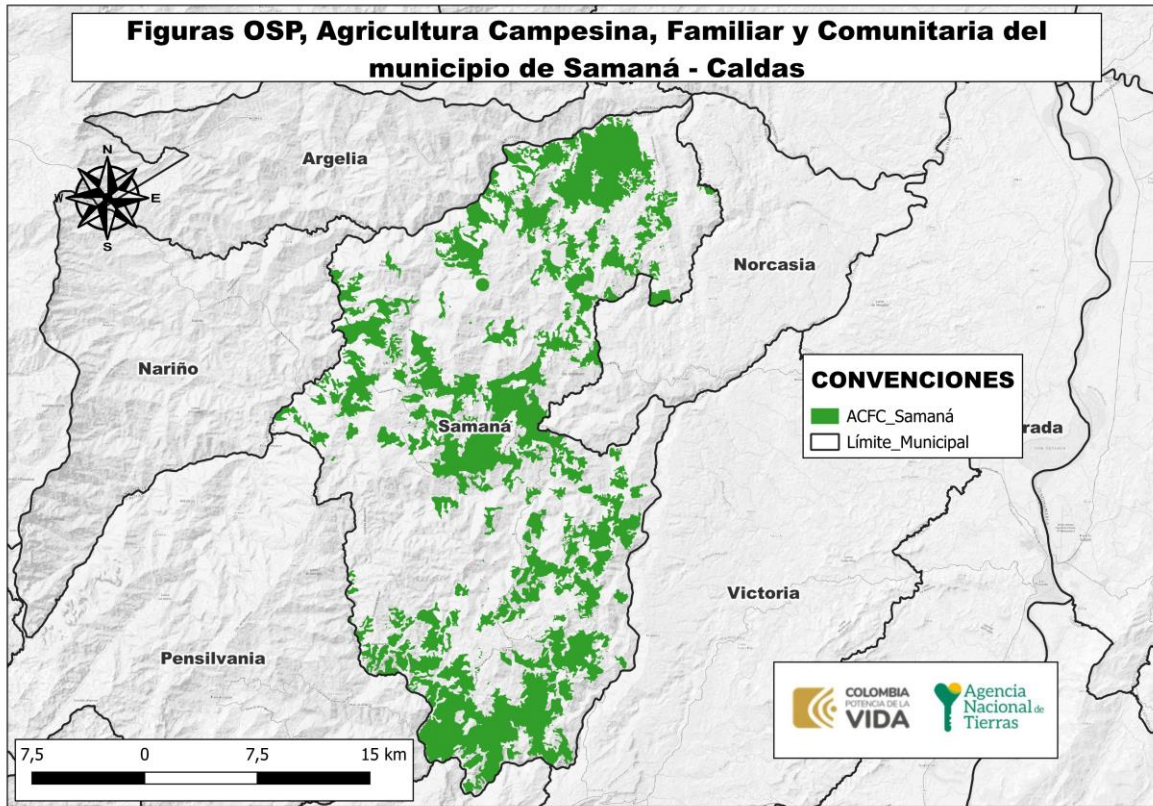 Figuras OSP, Agricultura Campesina, Familiar y Comunitaria del
municipio de Samaná - Caldas
N
W
E
S
Argelia
Norcasia
Nariño
CONVENCIONES
ACFC_Samaná
Límite_Municipal
rada
Samaná
Victoria
Pensilvania
COLOMBIA
POTENCIA DE LA
VIDA
Agencia
Nacional de
Tierras
7,5 0 7,5 15 km